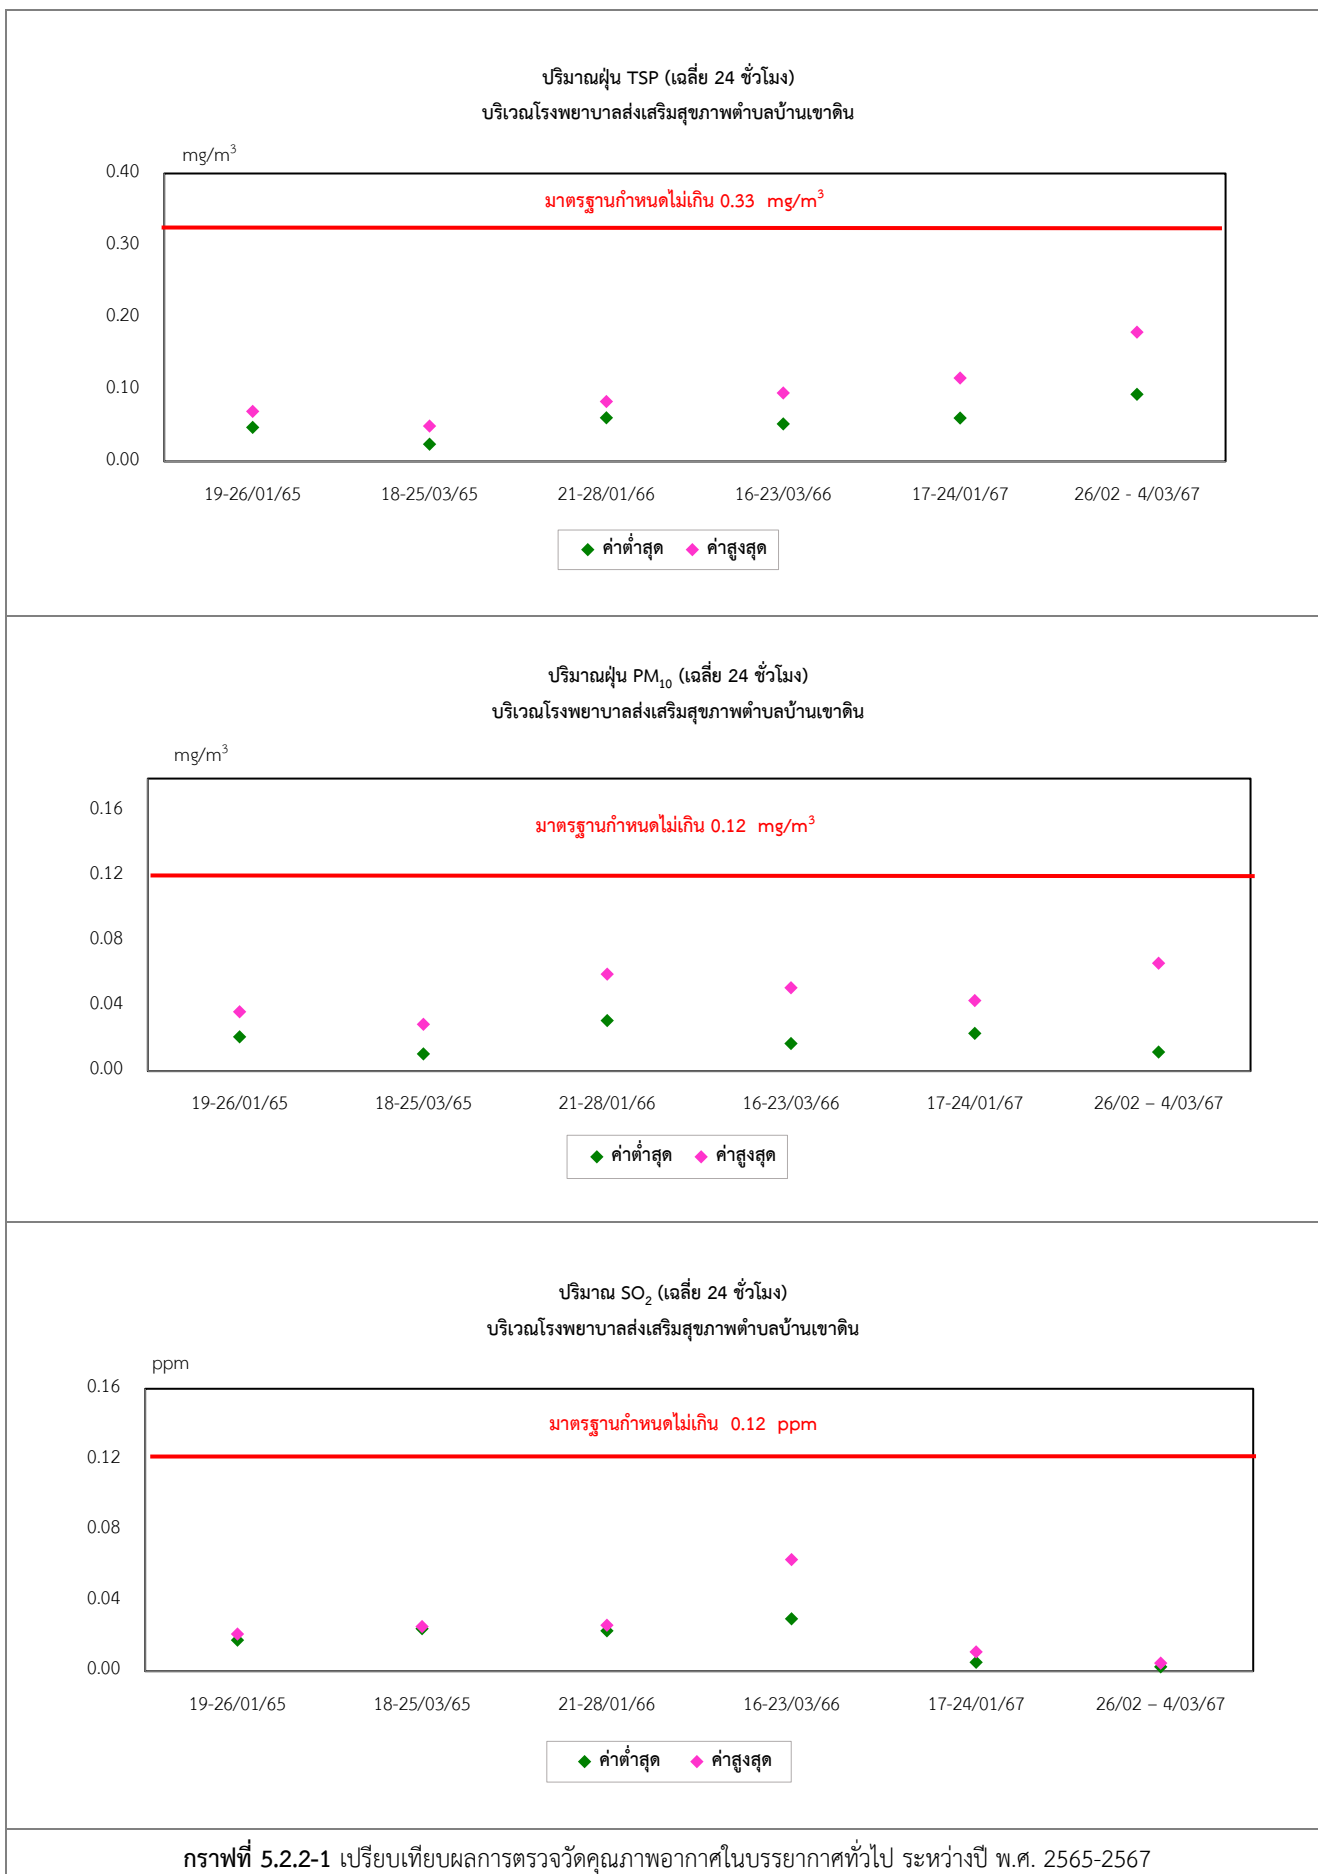 ปริมาณฝุ่น TSP (เฉลี่ย 24 ชั่วโมง)
บริเวณโรงพยาบาลส่งเสริมสุขภาพตำบลบ้านเขาดิน
mg/m³
0.40
มาตรฐานกำหนดไม่เกิน 0.33 mg/m³
0.30
0.20
0.10
0.00
19-26/01/65 18-25/03/65 21-28/01/66 16-23/03/66 17-24/01/67 26/02 - 4/03/67
ค่าต่ำสุด ค่าสูงสุด
ปริมาณฝุ่น PM₁₀ (เฉลี่ย 24 ชั่วโมง)
บริเวณโรงพยาบาลส่งเสริมสุขภาพตำบลบ้านเขาดิน
mg/m³
0.16
มาตรฐานกำหนดไม่เกิน 0.12 mg/m³
0.12
0.08
0.04
0.00
19-26/01/65 18-25/03/65 21-28/01/66 16-23/03/66 17-24/01/67 26/02 – 4/03/67
ค่าต่ำสุด ค่าสูงสุด
ปริมาณ SO₂ (เฉลี่ย 24 ชั่วโมง)
บริเวณโรงพยาบาลส่งเสริมสุขภาพตำบลบ้านเขาดิน
ppm
0.16
มาตรฐานกำหนดไม่เกิน 0.12 ppm
0.12
0.08
0.04
0.00
19-26/01/65 18-25/03/65 21-28/01/66 16-23/03/66 17-24/01/67 26/02 – 4/03/67
ค่าต่ำสุด ค่าสูงสุด
กราฟที่ 5.2.2-1 เปรียบเทียบผลการตรวจวัดคุณภาพอากาศในบรรยากาศทั่วไป ระหว่างปี พ.ศ. 2565-2567